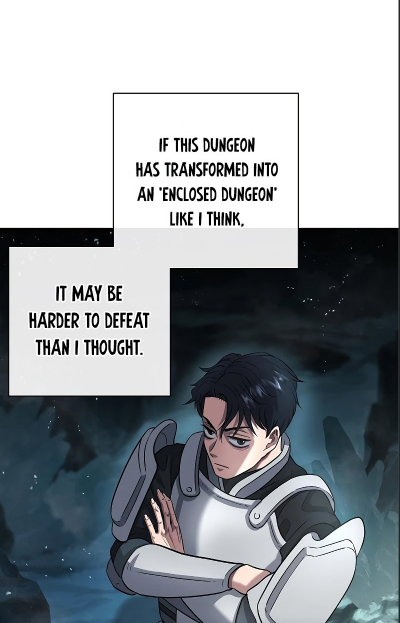 IF THIS DUNGEON
HAS TRANSFORMED INTO
AN 'ENCLOSED DUNGEON'
LIKE I THINK,
IT MAY BE
HARDER TO DEFEAT
THAN I THOUGHT.